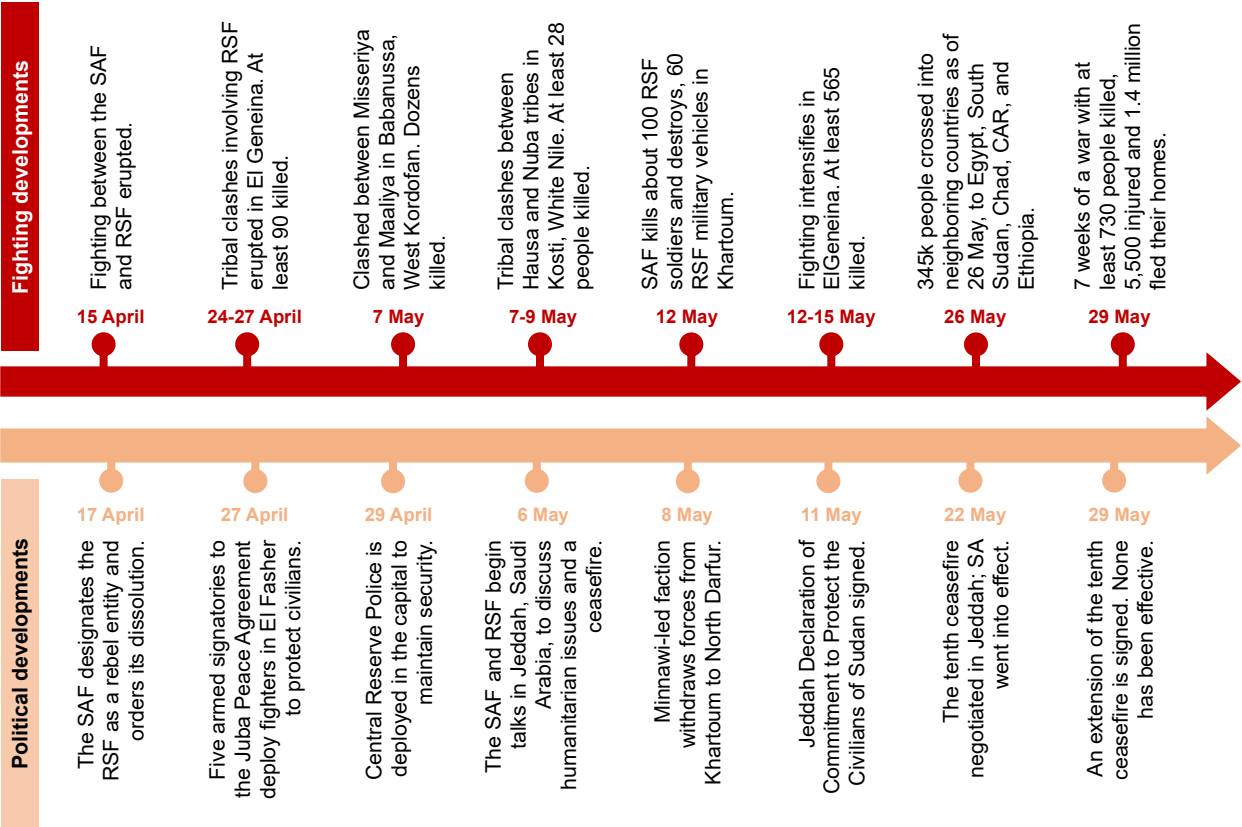 Fighting developments
Fighting between the SAF
and RSF erupted.
15 April
Tribal clashes involving RSF
erupted in El Geneina. At
least 90 killed.
24-27 April
Clashed between Misseriya
and Maaliya in Babanussa,
West Kordofan. Dozens
killed.
7 May
Tribal clashes between
Hausa and Nuba tribes in
Kosti, White Nile. At least 28
people killed.
7-9 May
SAF kills about 100 RSF
soldiers and destroys, 60
RSF military vehicles in
Khartoum.
12 May
Fighting intensifies in
ElGeneina. At least 565
killed.
12-15 May
345k people crossed into
neighboring countries as of
26 May, to Egypt, South
Sudan, Chad, CAR, and
Ethiopia.
26 May
7 weeks of a war with at
least 730 people killed,
5,500 injured and 1.4 million
fled their homes.
29 May
Political developments
17 April
The SAF designates the
RSF as a rebel entity and
orders its dissolution.
27 April
Five armed signatories to
the Juba Peace Agreement
deploy fighters in El Fasher
to protect civilians.
29 April
Central Reserve Police is
deployed in the capital to
maintain security.
6 May
The SAF and RSF begin
talks in Jeddah, Saudi
Arabia, to discuss
humanitarian issues and a
ceasefire.
8 May
Minnawi-led faction
withdraws forces from
Khartoum to North Darfur.
11 May
Jeddah Declaration of
Commitment to Protect the
Civilians of Sudan signed.
22 May
The tenth ceasefire
negotiated in Jeddah; SA
went into effect.
29 May
An extension of the tenth
ceasefire is signed. None
has been effective.